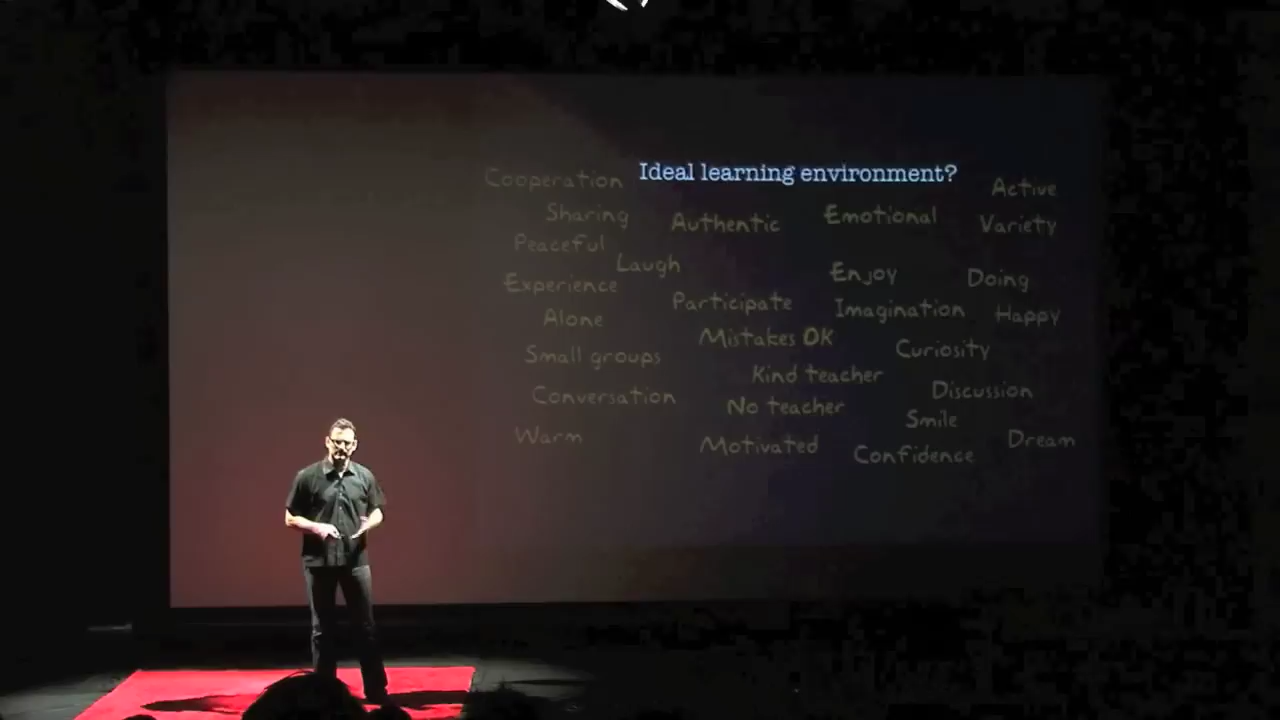 Ideal learning environment?
Cooperation
Active
Sharing
Authentic
Emotional
Variety
Peaceful
Laugh
Enjoy
Doing
Experience
Participate
Imagination
Happy
Alone
Mistakes OK
Curiosity
Small groups
Kind teacher
Discussion
Conversation
No teacher
Smile
Warm
Motivated
Confidence
Dream